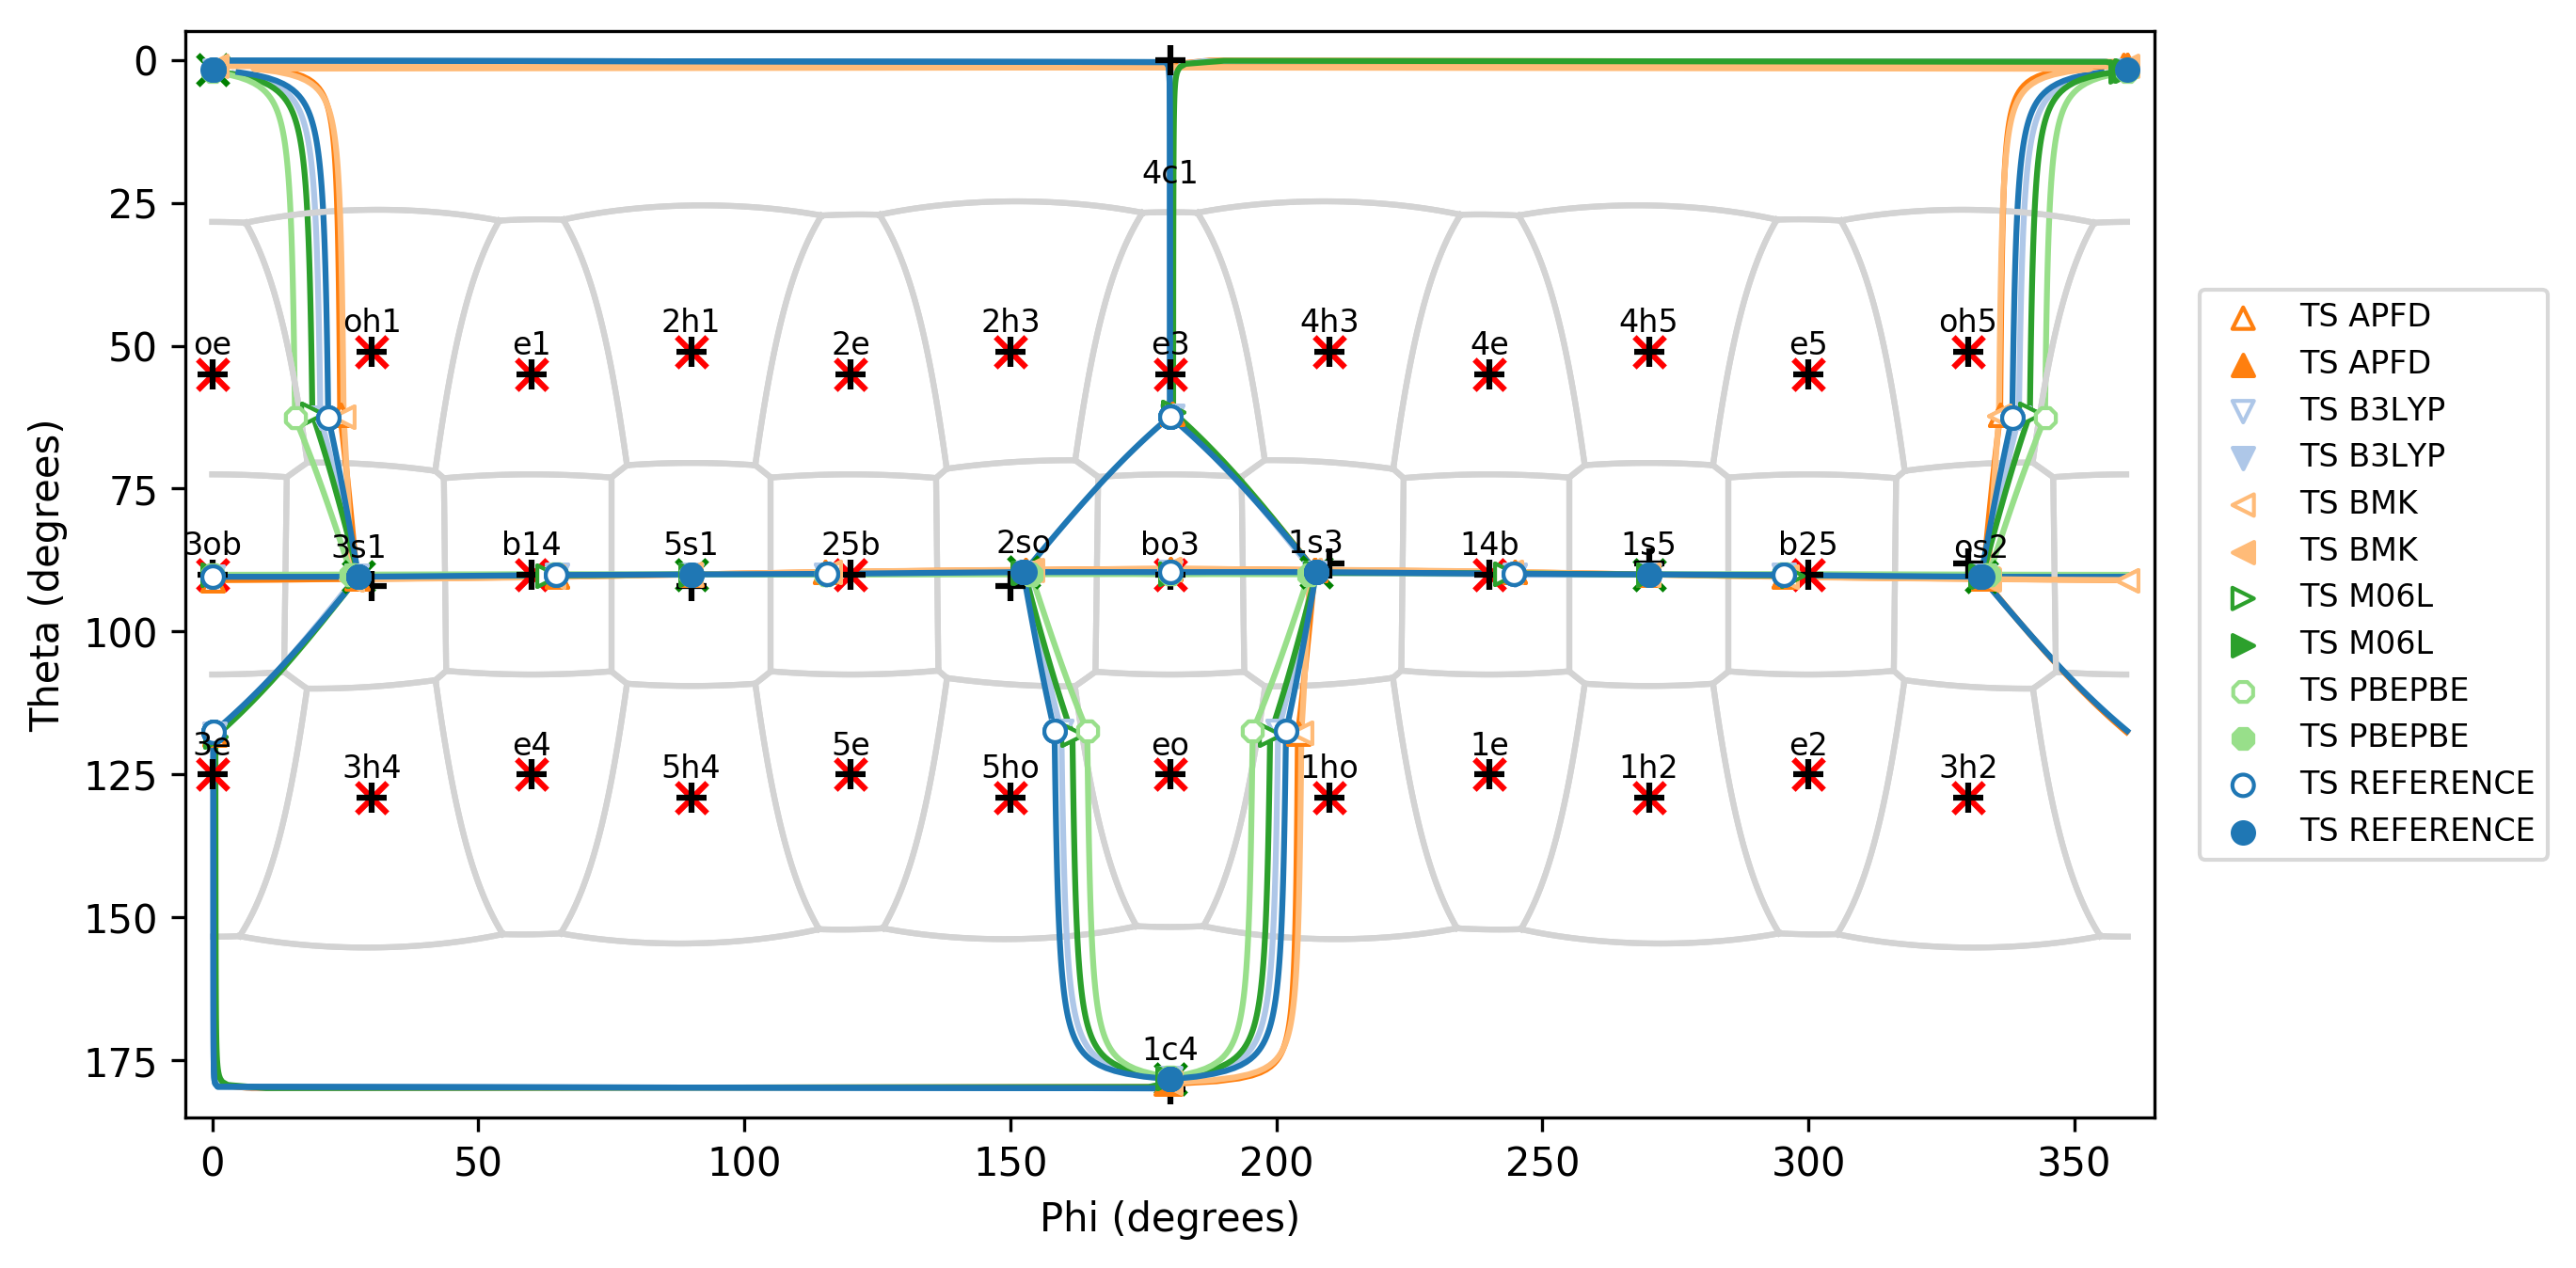 0
25
50
75
100
125
150
175
Theta (degrees)
0
50
100
150
200
250
300
350
Phi (degrees)
4c1
oe
oh1
e1
2h1
2e
2h3
e3
4h3
4e
4h5
e5
oh5
3ob
3s1
b14
5s1
25b
2so
bo3
1s3
14b
1s5
b25
os2
3e
3h4
e4
5h4
5e
5ho
eo
1ho
1e
1h2
e2
3h2
1c4
TS APFD
TS APFD
TS B3LYP
TS B3LYP
TS BMK
TS BMK
TS M06L
TS M06L
TS PBEPBE
TS PBEPBE
TS REFERENCE
TS REFERENCE